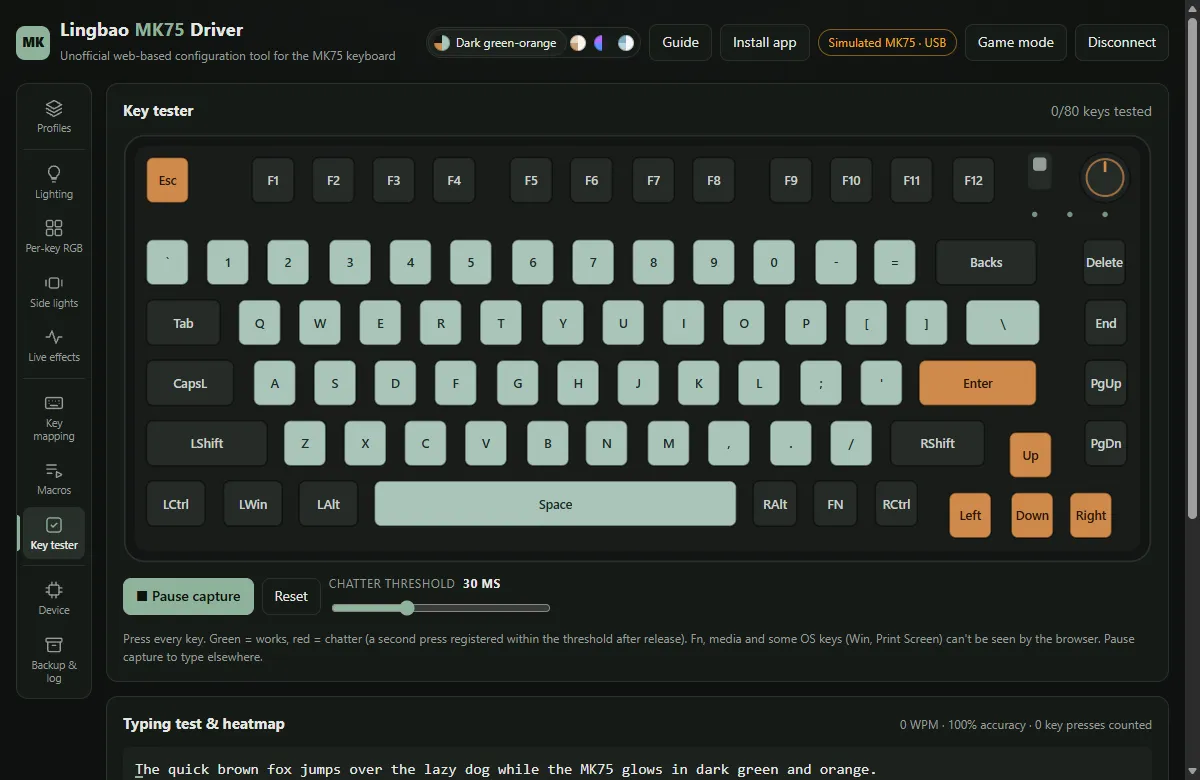 MK
Lingbao MK75 Driver
Unofficial web-based configuration tool for the MK75 keyboard
Dark green-orange
Guide
Install app
Simulated MK75 · USB
Game mode
Disconnect
Profiles
Lighting
Per-key RGB
Side lights
Live effects
Key
mapping
Macros
Key tester
Device
Backup &
log
Key tester
0/80 keys tested
Esc F1 F2 F3 F4 F5 F6 F7 F8 F9 F10 F11 F12
` 1 2 3 4 5 6 7 8 9 0 - = Backs Delete
Tab Q W E R T Y U I O P [ ] \ End
CapsL A S D F G H J K L ; ' Enter PgUp
LShift Z X C V B N M , . / RShift Up PgDn
LCtrl LWin LAlt Space RAlt FN RCtrl Left Down Right
Pause capture
Reset
CHATTER THRESHOLD 30 MS
Press every key. Green = works, red = chatter (a second press registered within the threshold after release). Fn, media and some OS keys (Win, Print Screen) can't be seen by the browser. Pause
capture to type elsewhere.
Typing test & heatmap
0 WPM · 100% accuracy · 0 key presses counted
The quick brown fox jumps over the lazy dog while the MK75 glows in dark green and orange.